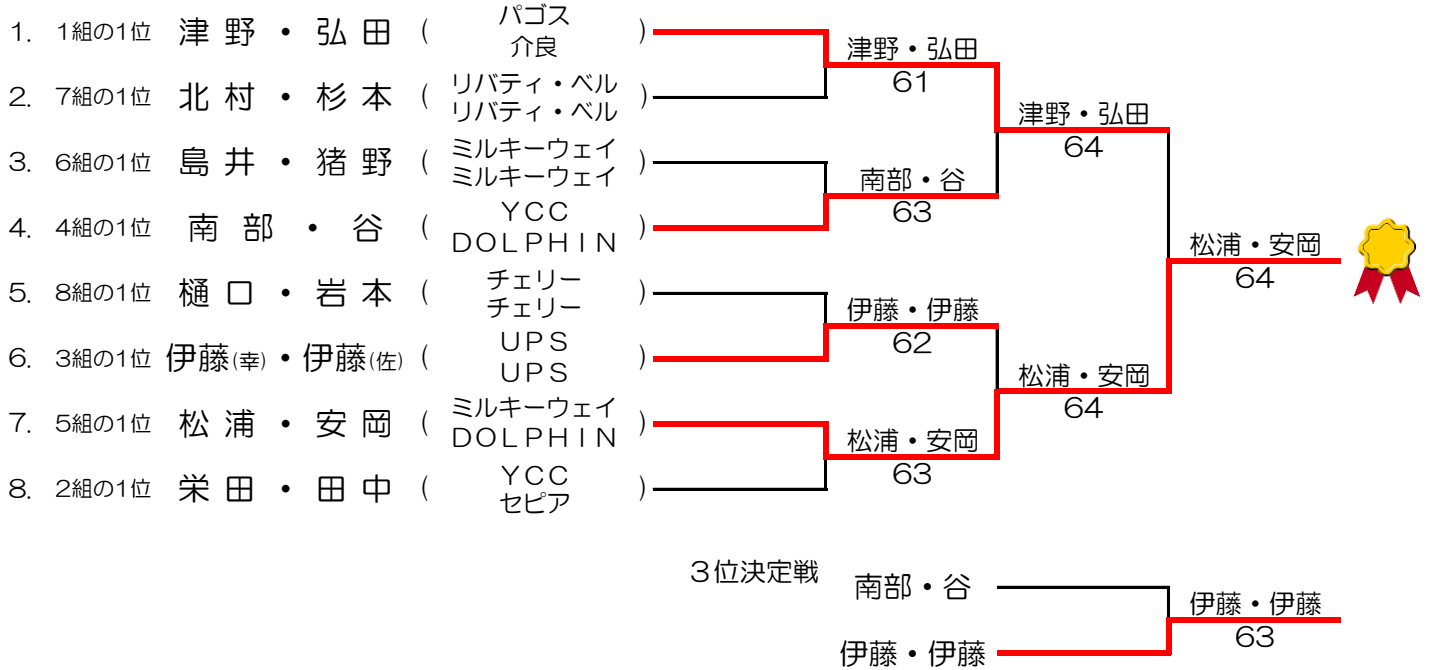 1. 1組の1位 津野・弘田 ( パゴス 介良 )
2. 7組の1位 北村・杉本 ( リバティ・ベル リバティ・ベル )
3. 6組の1位 島井・猪野 ( ミルキーウェイ ミルキーウェイ )
4. 4組の1位 南部・谷 ( YCC DOLPHIN )
5. 8組の1位 樋口・岩本 ( チェリー チェリー )
6. 3組の1位 伊藤(幸)・伊藤(佐) ( UPS UPS )
7. 5組の1位 松浦・安岡 ( ミルキーウェイ DOLPHIN )
8. 2組の1位 栄田・田中 ( YCC セピア )
津野・弘田
61
南部・谷
63
伊藤・伊藤
62
松浦・安岡
63
津野・弘田
64
松浦・安岡
64
松浦・安岡
64
3位決定戦
南部・谷
伊藤・伊藤
伊藤・伊藤
63